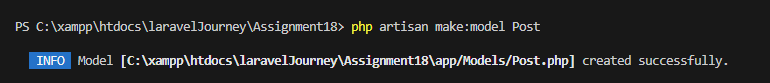 PS C:\xampp\htdocs\laravelJourney\Assignment18> php artisan make:model Post
INFO Model [C:\xampp\htdocs\laravelJourney\Assignment18\app/Models/Post.php] created successfully.